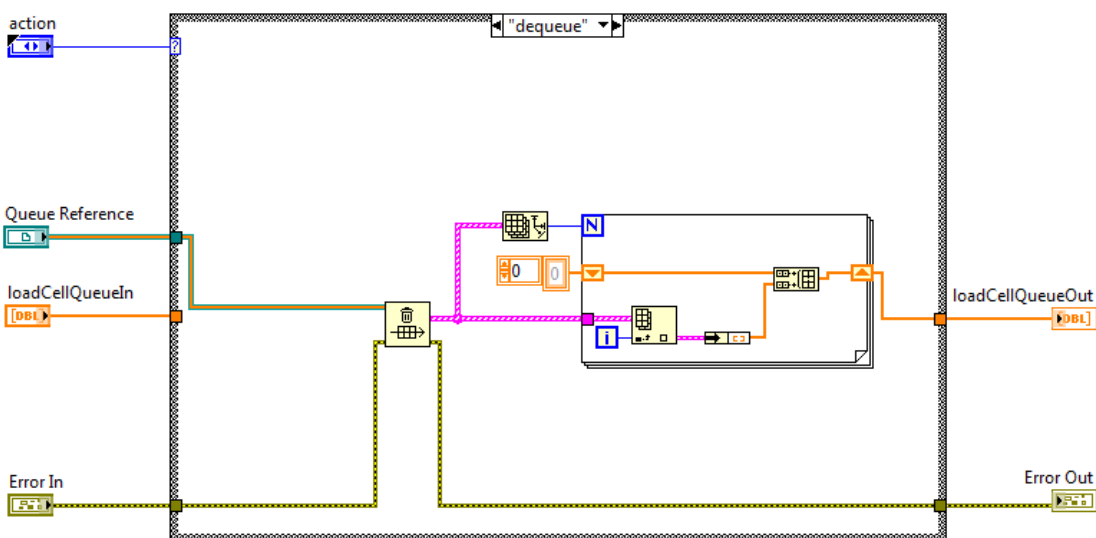 action
"dequeue"
Queue Reference
N
0
0
loadCellQueueIn
[DBL]
i
loadCellQueueOut
DBL]
Error In
Error Out
?